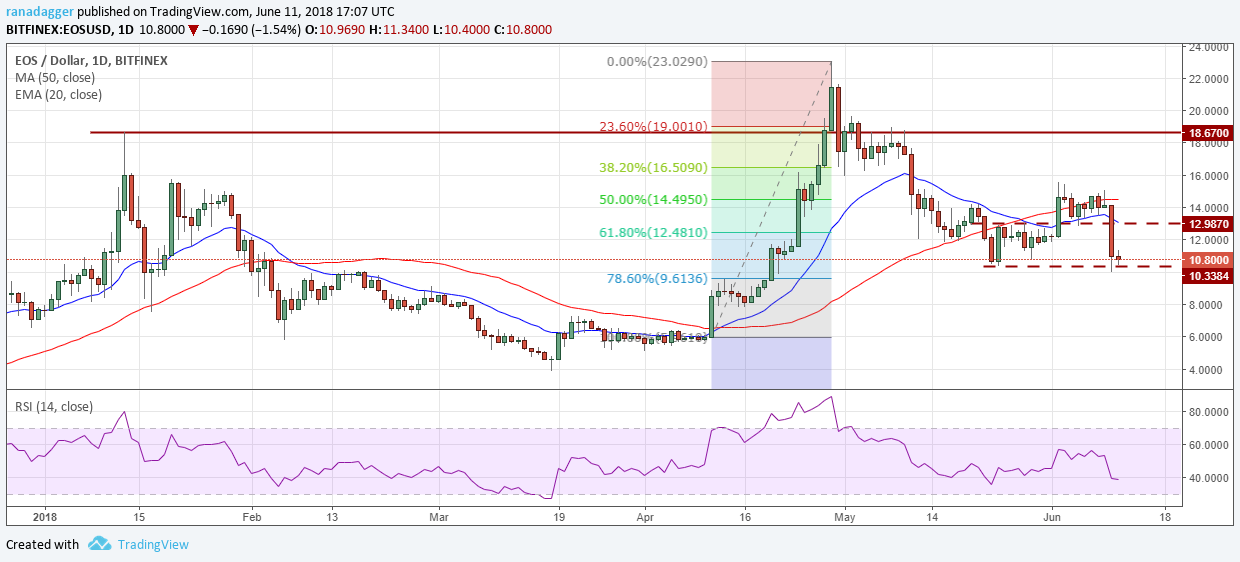 ranadagger published on TradingView.com, June 11, 2018 17:07 UTC
BITFINEX:EOSUSD, 1D 10.8000 ▼ −0.1690 (−1.54%) O:10.9690 H:11.3400 L:10.4000 C:10.8000
EOS / Dollar, 1D, BITFINEX
MA (50, close)
EMA (20, close)
0.00%(23.0290)
23.60%(19.0010)
38.20%(16.5090)
50.00%(14.4950)
61.80%(12.4810)
78.60%(9.6136)
24.0000
22.0000
20.0000
18.6700
18.0000
16.0000
14.0000
12.9870
12.0000
10.8000
10.3384
8.0000
6.0000
4.0000
RSI (14, close)
80.0000
60.0000
40.0000
2018 15 Feb 13 Mar 19 Apr 16 May 14 Jun 18
Created with TradingView